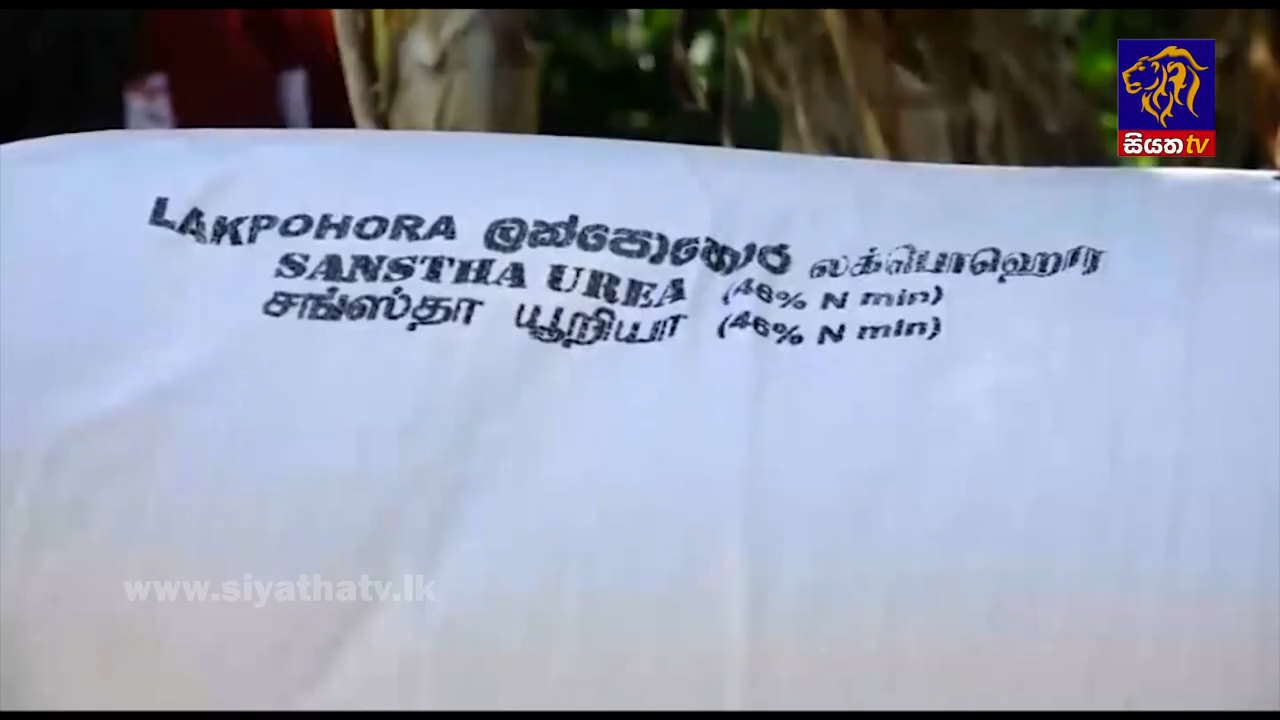 සියත tv
LAKPOHORA ලක්පොහොර லக்பொஹொர
SANSTHA UREA (46% N min)
சங்ஸ்தா யூறியா (46% N min)
www.siyathatv.lk